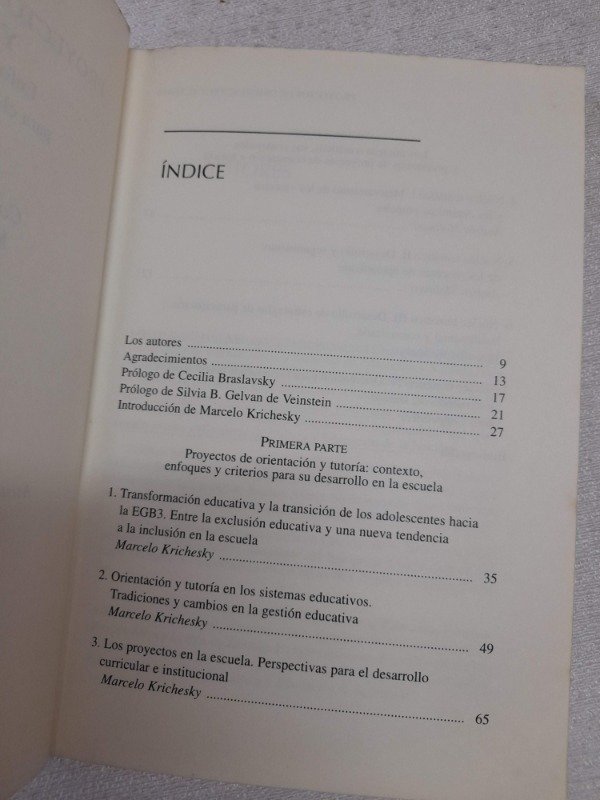 ÍNDICE
Los autores ........ 9
Agradecimientos ........ 13
Prólogo de Cecilia Braslavsky ........ 17
Prólogo de Silvia B. Gelvan de Veinstein ........ 21
Introducción de Marcelo Krichesky ........ 27
PRIMERA PARTE
Proyectos de orientación y tutoría: contexto,
enfoques y criterios para su desarrollo en la escuela
1. Transformación educativa y la transición de los adolescentes hacia
la EGB3. Entre la exclusión educativa y una nueva tendencia
a la inclusión en la escuela
Marcelo Krichesky ........ 35
2. Orientación y tutoría en los sistemas educativos.
Tradiciones y cambios en la gestión educativa
Marcelo Krichesky ........ 49
3. Los proyectos en la escuela. Perspectivas para el desarrollo
curricular e institucional
Marcelo Krichesky ........ 65